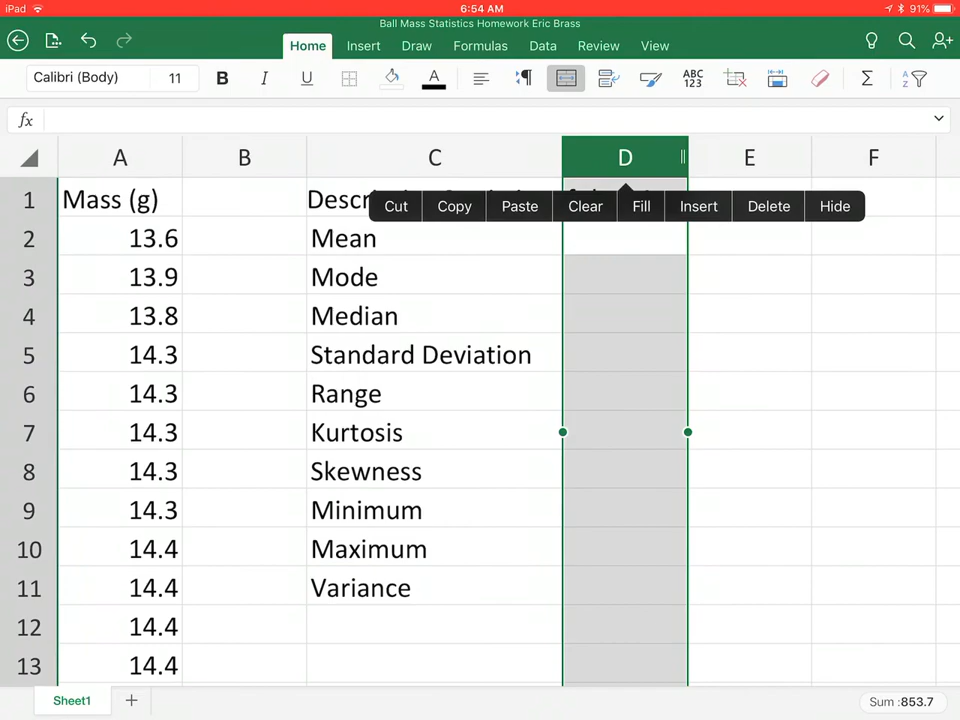 iPad 6:54 AM 91%
Ball Mass Statistics Homework Eric Brass
Home Insert Draw Formulas Data Review View
Calibri (Body) 11 B I U A ABC 123 Σ A Z
fx
A B C D E F
1 Mass (g)
Cut Copy Paste Clear Fill Insert Delete Hide
2 13.6 Mean
3 13.9 Mode
4 13.8 Median
5 14.3 Standard Deviation
6 14.3 Range
7 14.3 Kurtosis
8 14.3 Skewness
9 14.3 Minimum
10 14.4 Maximum
11 14.4 Variance
12 14.4
13 14.4
Sheet1 + Sum :853.7